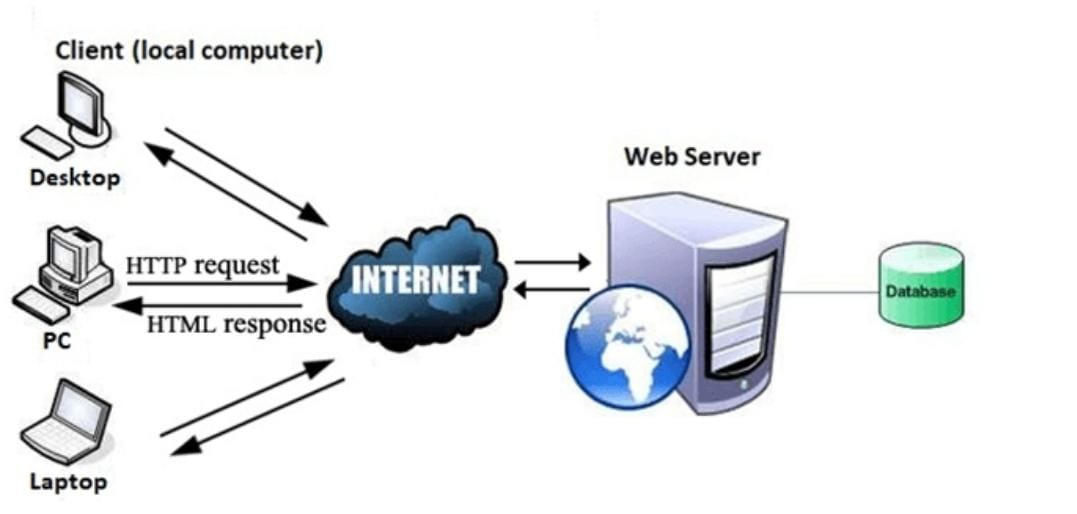 Client (local computer)
Desktop
HTTP request
HTML response
PC
Laptop
INTERNET
Web Server
Database